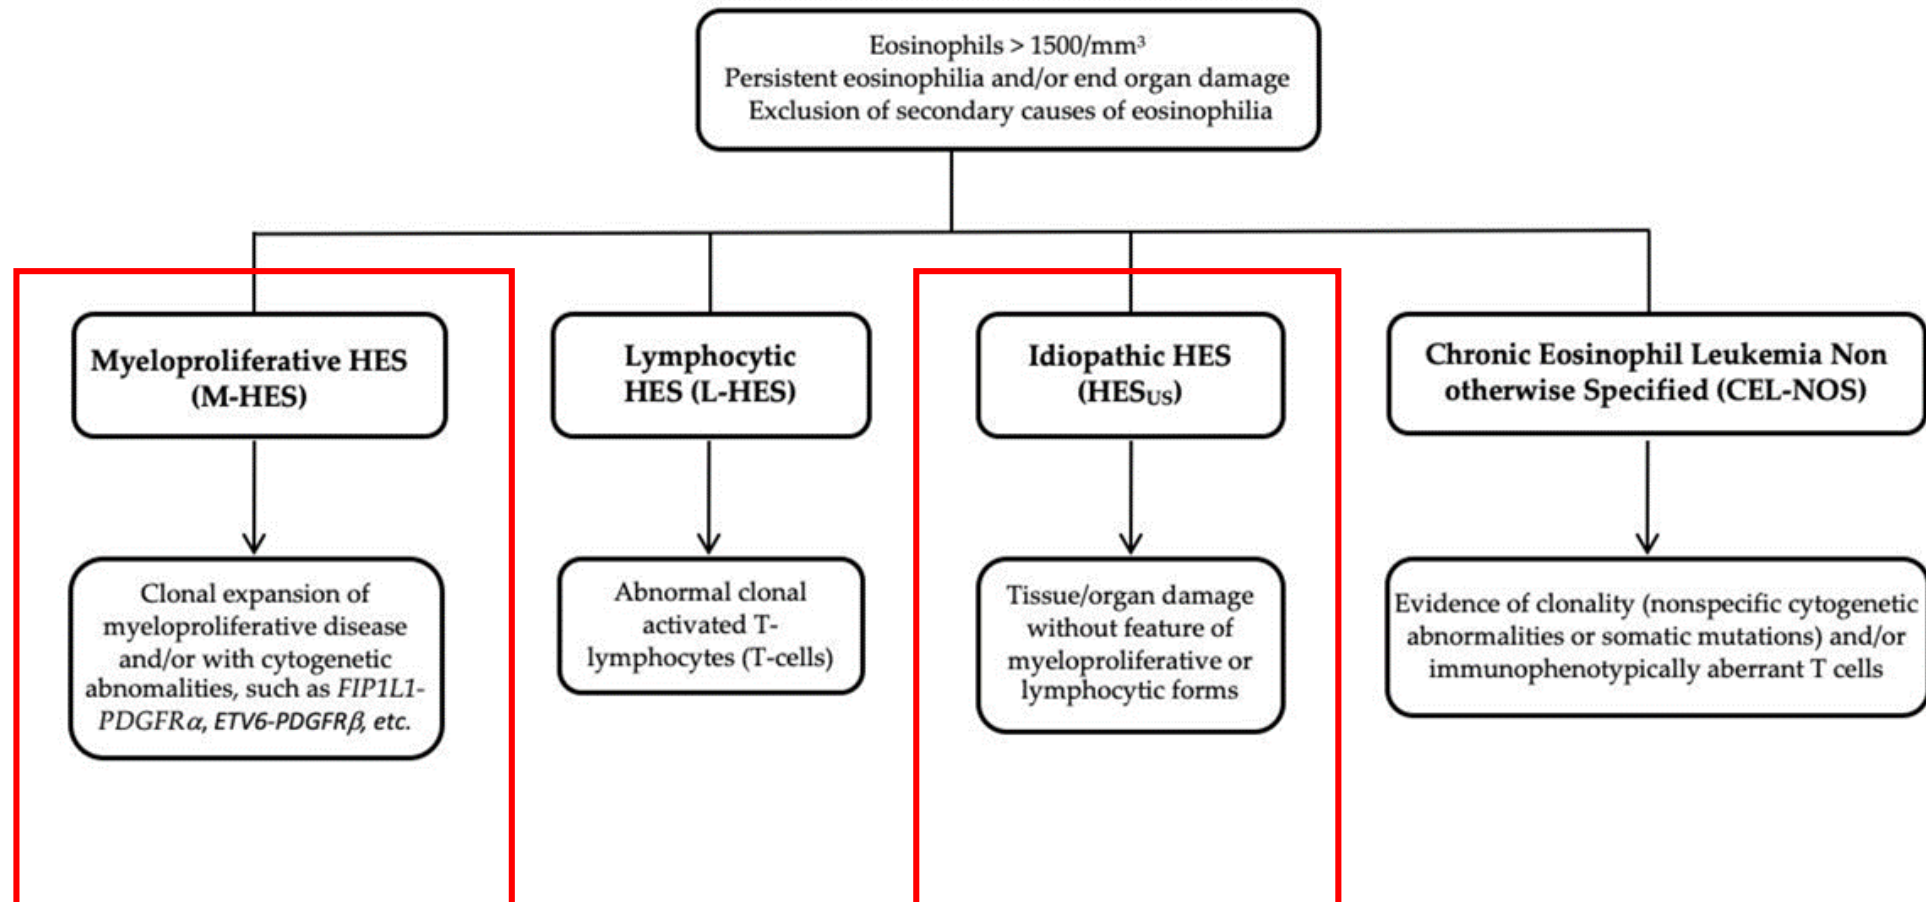 Eosinophils > 1500/mm³
Persistent eosinophilia and/or end organ damage
Exclusion of secondary causes of eosinophilia
Myeloproliferative HES
(M-HES)
Lymphocytic
HES (L-HES)
Idiopathic HES
(HES_US)
Chronic Eosinophil Leukemia Non
otherwise Specified (CEL-NOS)
Clonal expansion of
myeloproliferative disease
and/or with cytogenetic
abnomalities, such as FIP1L1-
PDGFRα, ETV6-PDGFRβ, etc.
Abnormal clonal
activated T-
lymphocytes (T-cells)
Tissue/organ damage
without feature of
myeloproliferative or
lymphocytic forms
Evidence of clonality (nonspecific cytogenetic
abnormalities or somatic mutations) and/or
immunophenotypically aberrant T cells